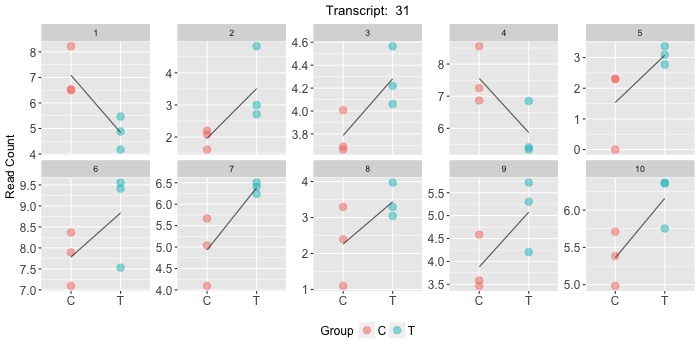 Transcript: 31
1 2 3 4 5
8 7 6 5 4
4 3 2
4.6 4.4 4.2 4.0 3.8
8 7 6
3 2 1 0
Read Count
6 7 8 9 10
9.5 9.0 8.5 8.0 7.5 7.0
6.5 6.0 5.5 5.0 4.5 4.0
4 3 2 1
5.5 5.0 4.5 4.0 3.5
6.0 5.5 5.0
C T C T C T C T C T
Group C T